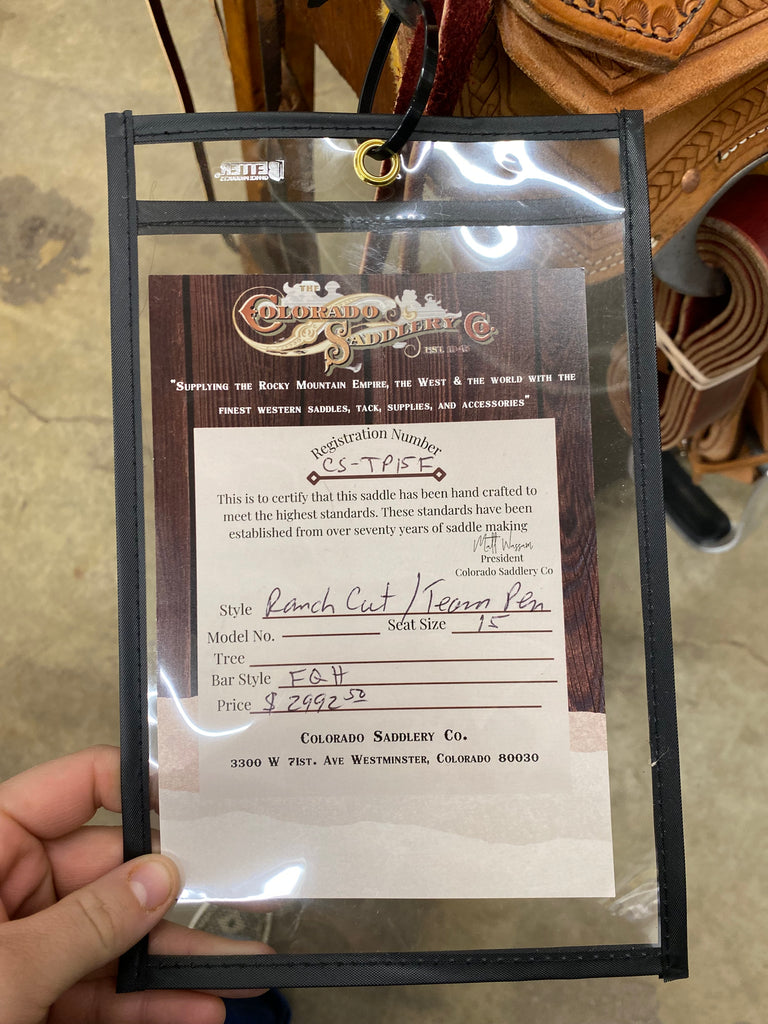 BETTER
OFFICE PRODUCTS
THE
COLORADO
SADDLERY CO.
EST. 1945
"SUPPLYING THE ROCKY MOUNTAIN EMPIRE, THE WEST & THE WORLD WITH THE
FINEST WESTERN SADDLES, TACK, SUPPLIES, AND ACCESSORIES"
Registration Number
CS-TP15F
This is to certify that this saddle has been hand crafted to
meet the highest standards. These standards have been
established from over seventy years of saddle making
President
Colorado Saddlery Co
Style Ranch Cut / Team Pen
Model No. Seat Size 15
Tree
Bar Style FQH
Price $ 2992 50
COLORADO SADDLERY CO.
3300 W 71ST. AVE WESTMINSTER, COLORADO 80030